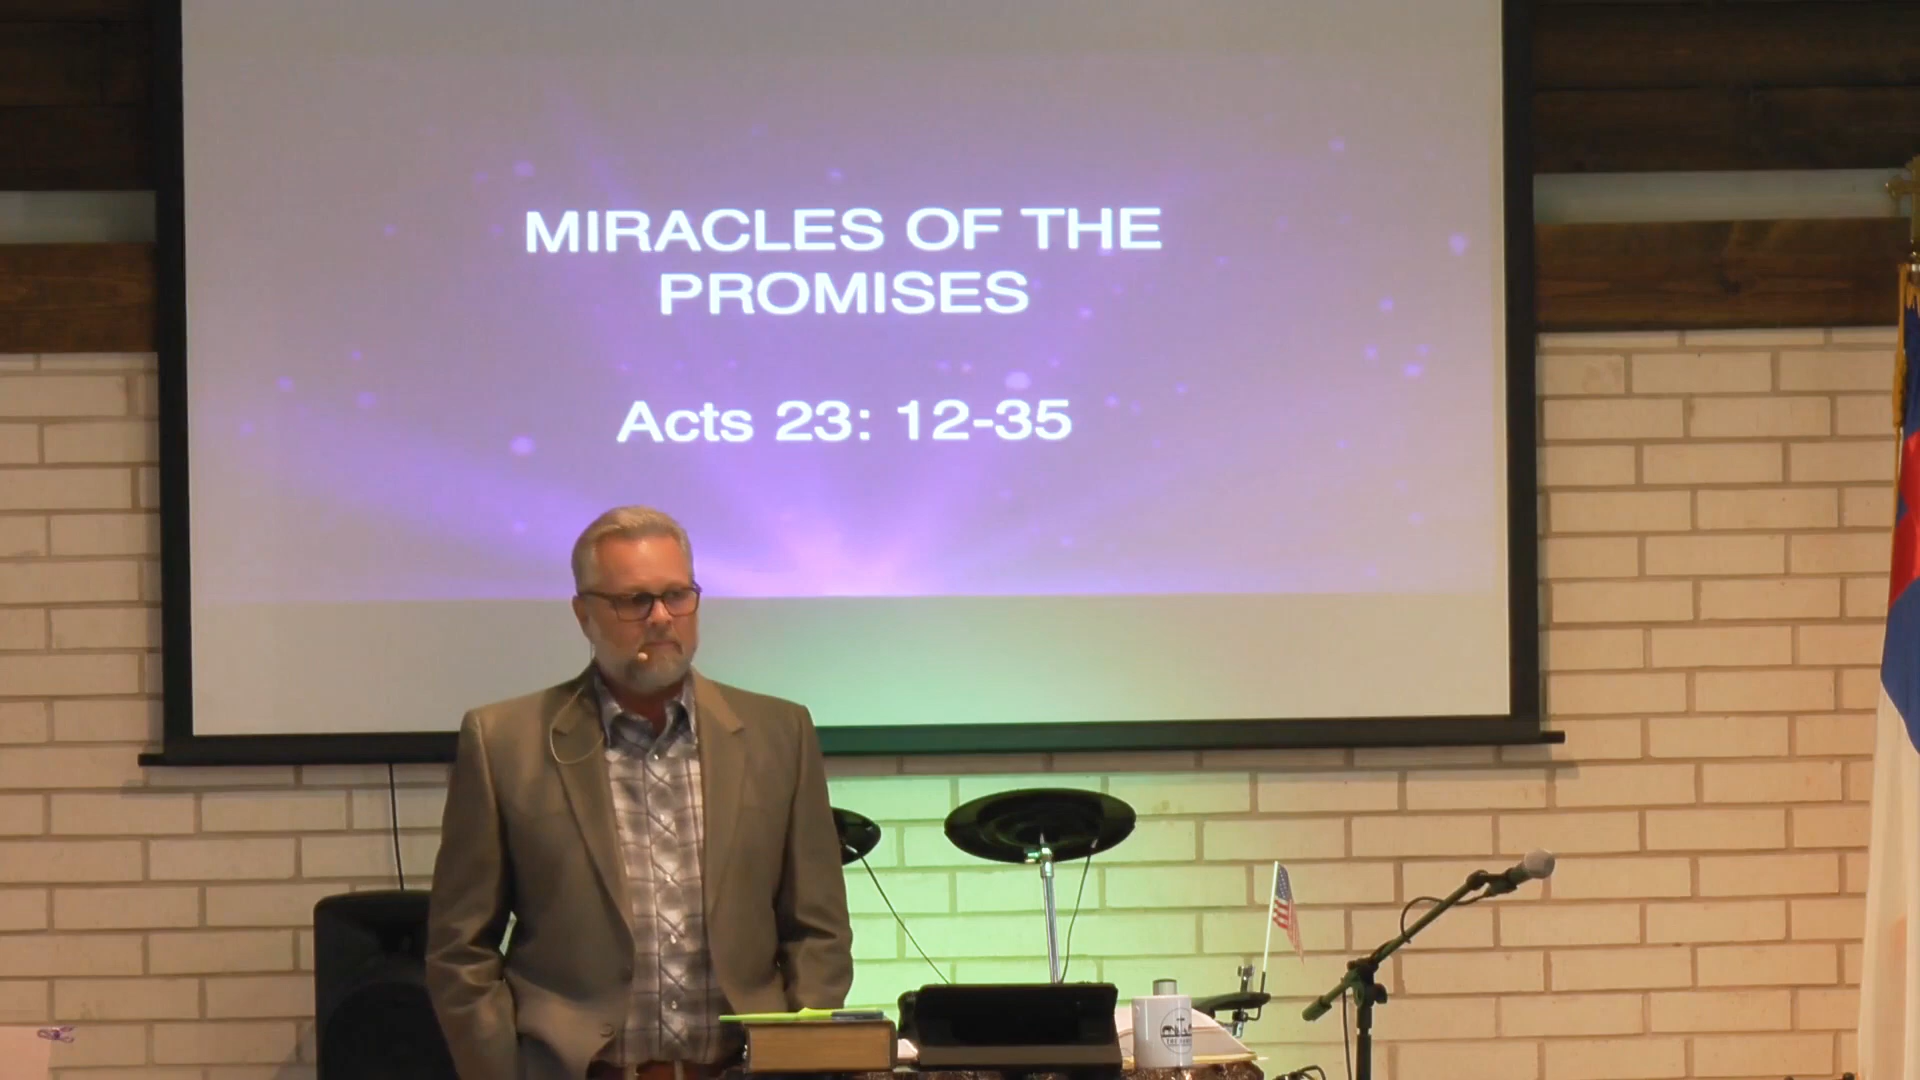 MIRACLES OF THE
PROMISES
Acts 23: 12-35